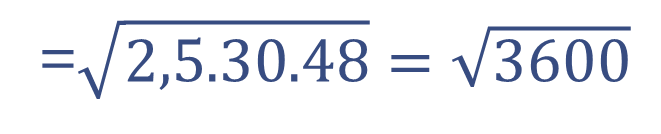 =√2,5.30.48 = √3600